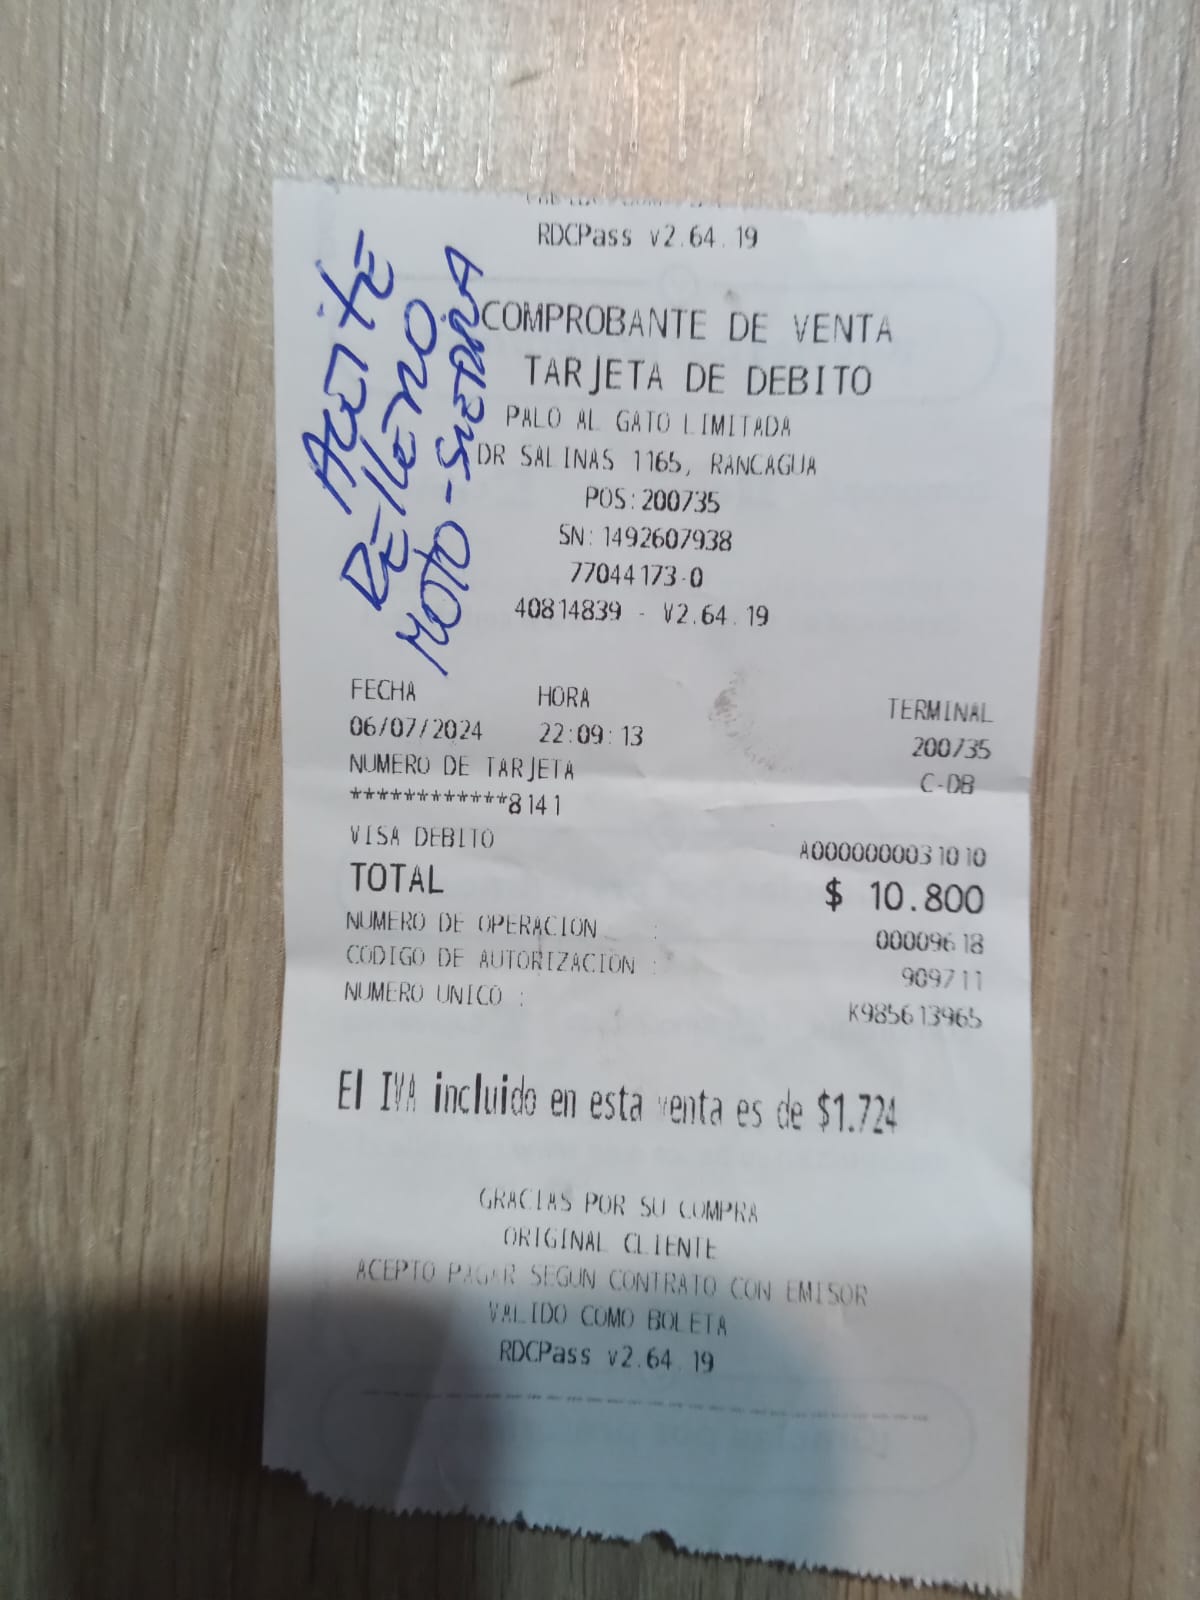 RDCPass v2.64.19
ACEITE
RELLENO
MOTO-SIERRA
COMPROBANTE DE VENTA
TARJETA DE DEBITO
PALO AL GATO LIMITADA
DR SALINAS 1165, RANCAGUA
POS:200735
SN: 1492607938
77044173-0
40814839 - V2.64.19
FECHA HORA TERMINAL
06/07/2024 22:09:13 200735
NUMERO DE TARJETA C-DB
************8141
VISA DEBITO A0000000031010
TOTAL $ 10.800
NUMERO DE OPERACION : 00009618
CODIGO DE AUTORIZACION : 909711
NUMERO UNICO : K985613965
El IVA incluido en esta venta es de $1.724
GRACIAS POR SU COMPRA
ORIGINAL CLIENTE
ACEPTO PAGAR SEGUN CONTRATO CON EMISOR
VALIDO COMO BOLETA
RDCPass v2.64.19